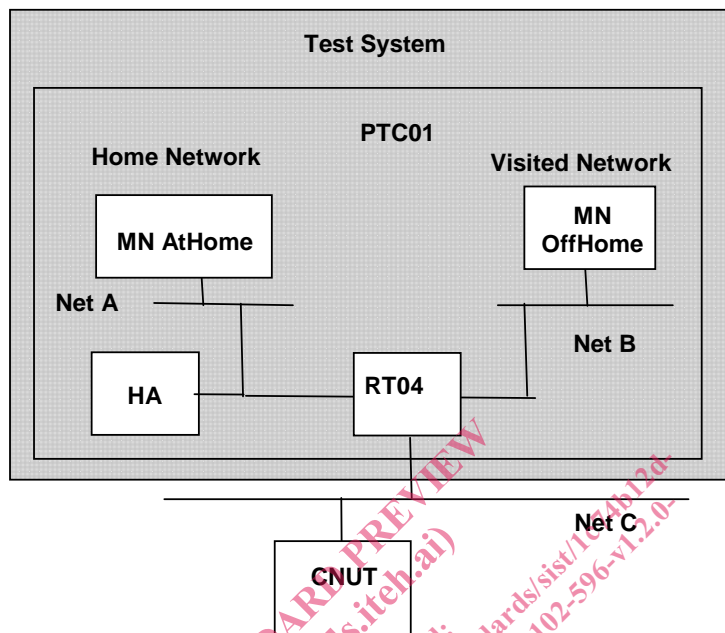 Test System
PTC01
Home Network
Visited Network
MN AtHome
MN
OffHome
Net A
Net B
HA
RT04
Net C
CNUT